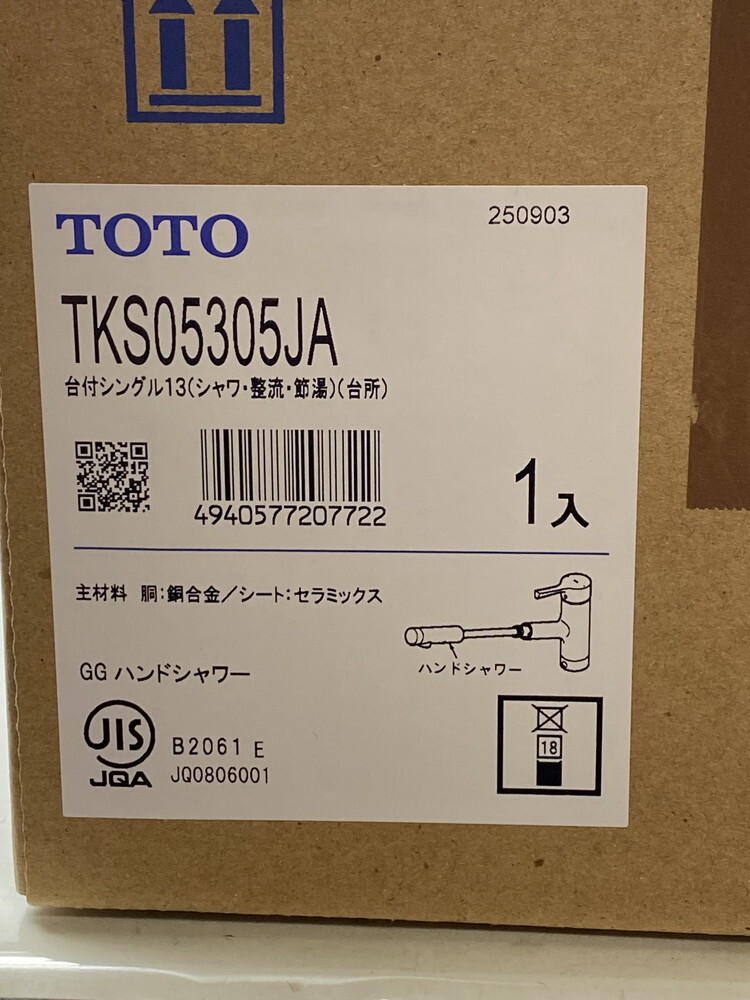 TOTO
250903
TKS05305JA
台付シングル13(シャワ・整流・節湯)(台所)
4940577207722
1入
主材料 胴:銅合金/シート:セラミックス
ハンドシャワー
GG ハンドシャワー
JIS
JQA
B2061 E
JQ0806001
18